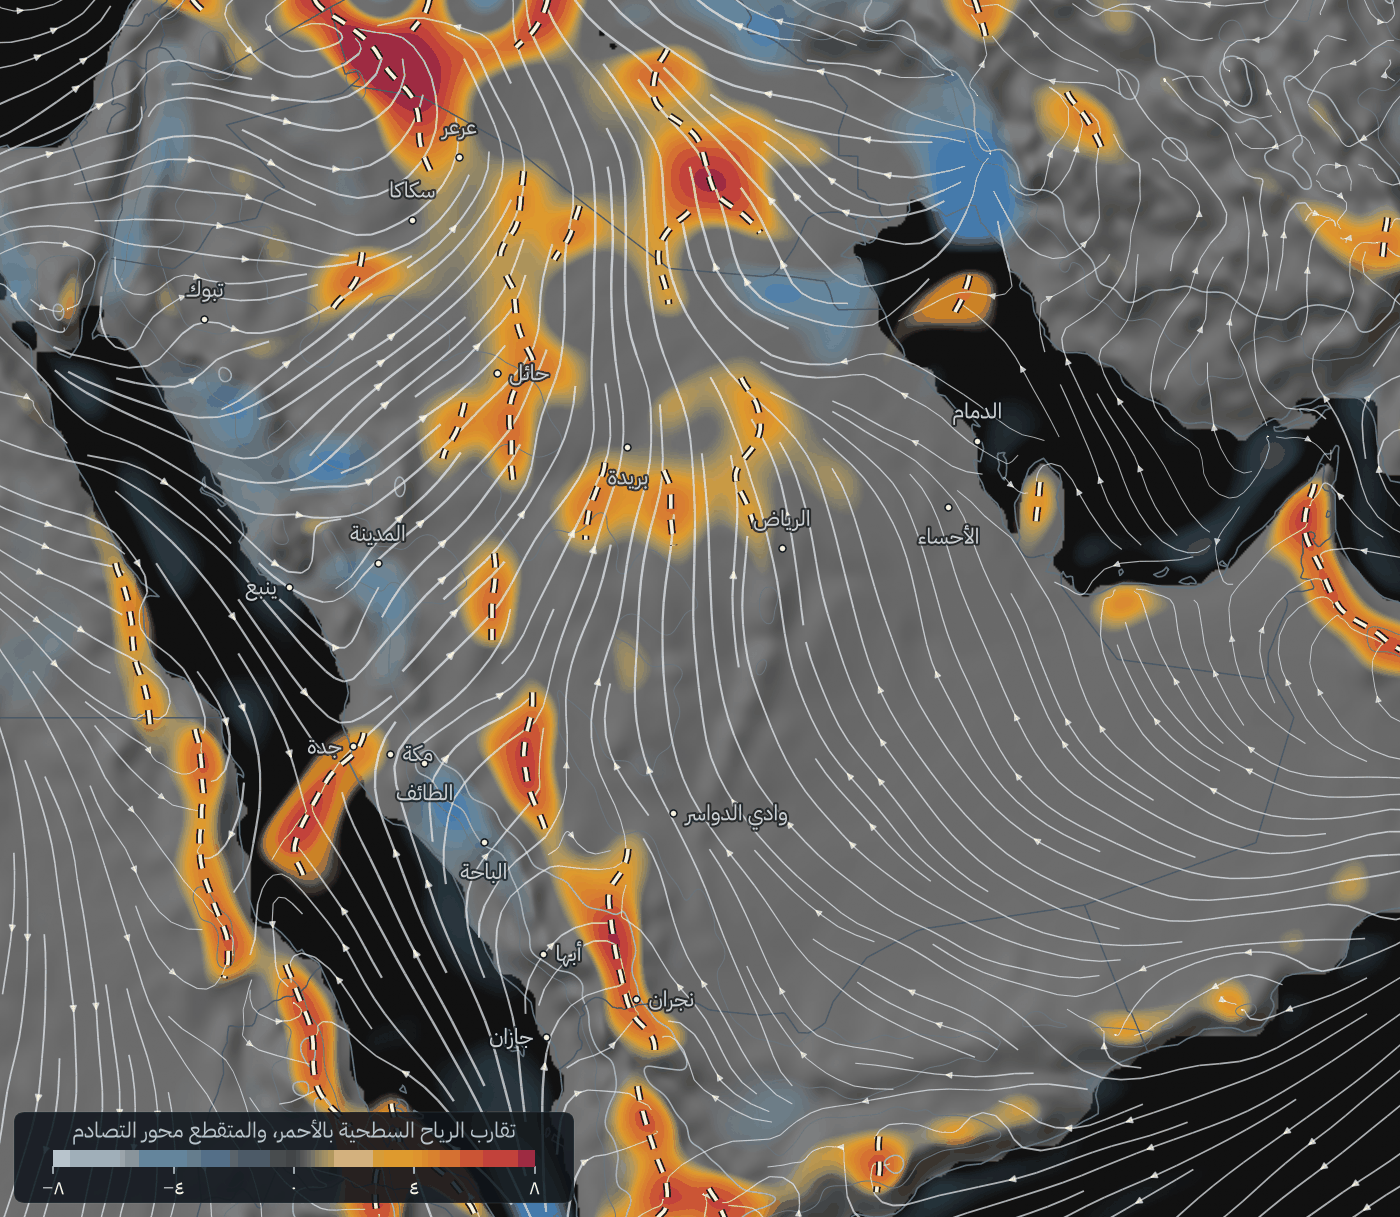 عرعر
سكاكا
تبوك
حائل
الدمام
بريدة
الرياض
الأحساء
المدينة
ينبع
جدة
مكة
الطائف
وادي الدواسر
الباحة
أبها
نجران
جازان
تقارب الرياح السطحية بالأحمر، والمتقطع محور التصادم
−٨ −٤ ٠ ٤ ٨